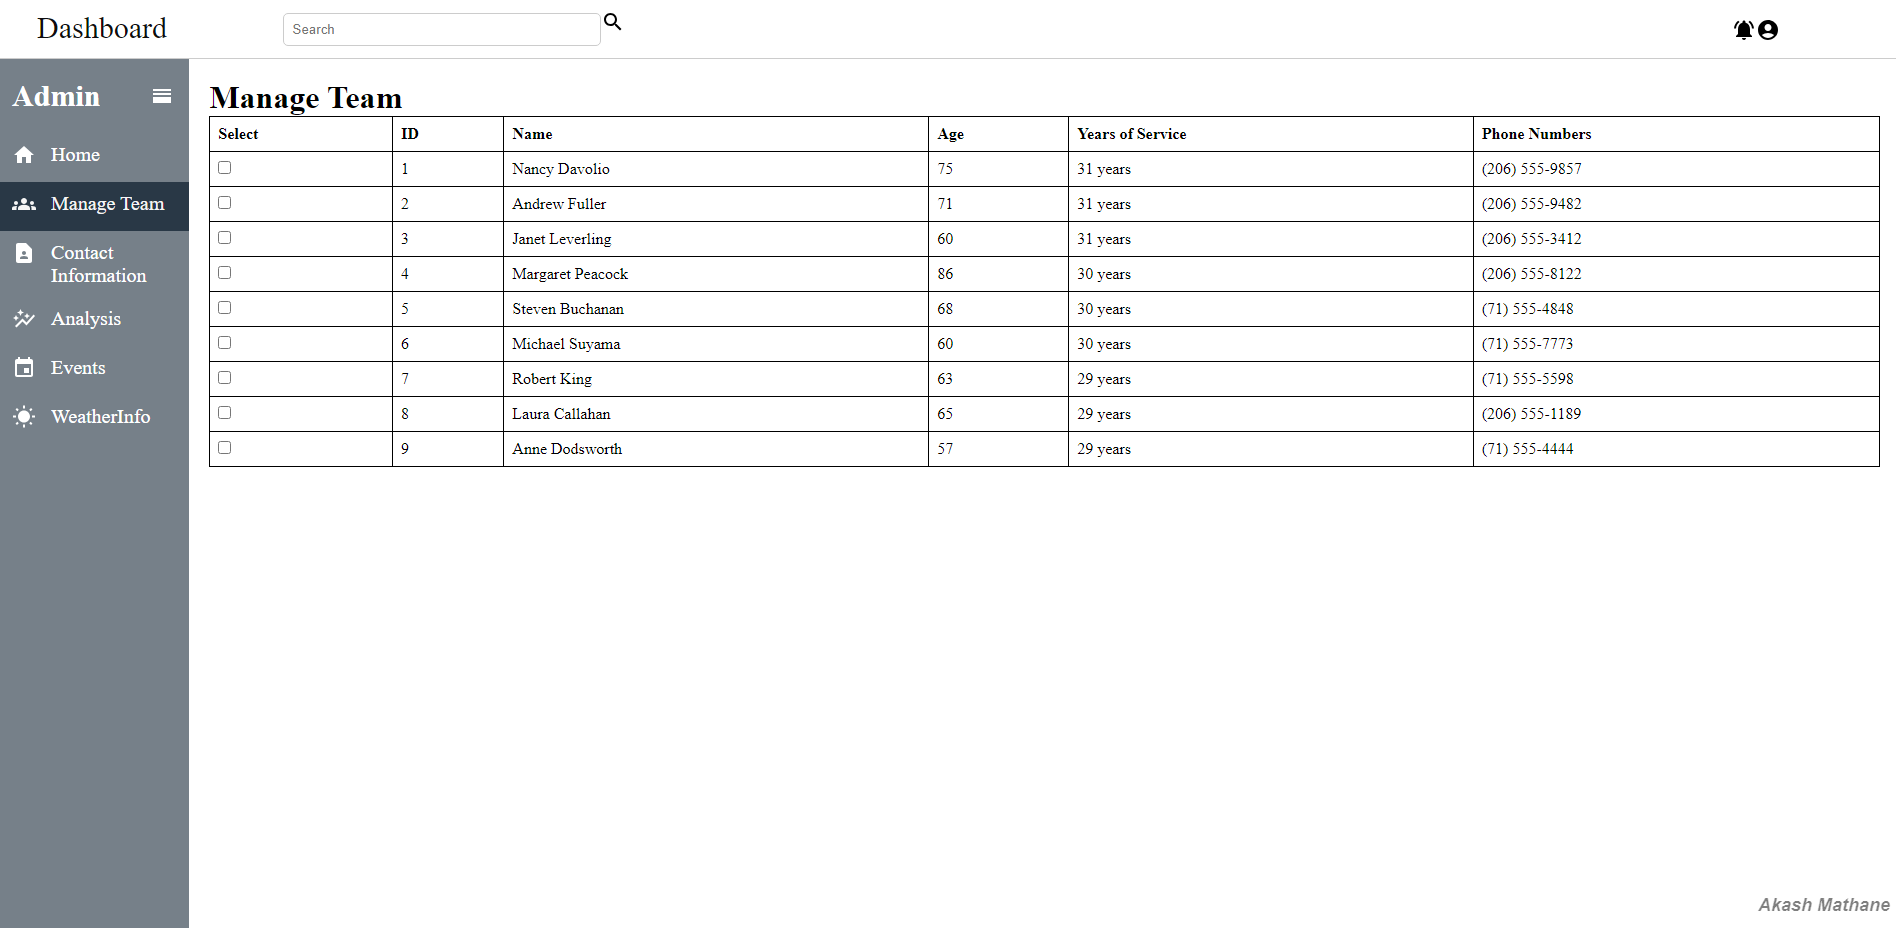 Dashboard
Search
Admin
Home
Manage Team
Contact
Information
Analysis
Events
WeatherInfo
Manage Team
Select ID Name Age Years of Service Phone Numbers
1 Nancy Davolio 75 31 years (206) 555-9857
2 Andrew Fuller 71 31 years (206) 555-9482
3 Janet Leverling 60 31 years (206) 555-3412
4 Margaret Peacock 86 30 years (206) 555-8122
5 Steven Buchanan 68 30 years (71) 555-4848
6 Michael Suyama 60 30 years (71) 555-7773
7 Robert King 63 29 years (71) 555-5598
8 Laura Callahan 65 29 years (206) 555-1189
9 Anne Dodsworth 57 29 years (71) 555-4444
Akash Mathane